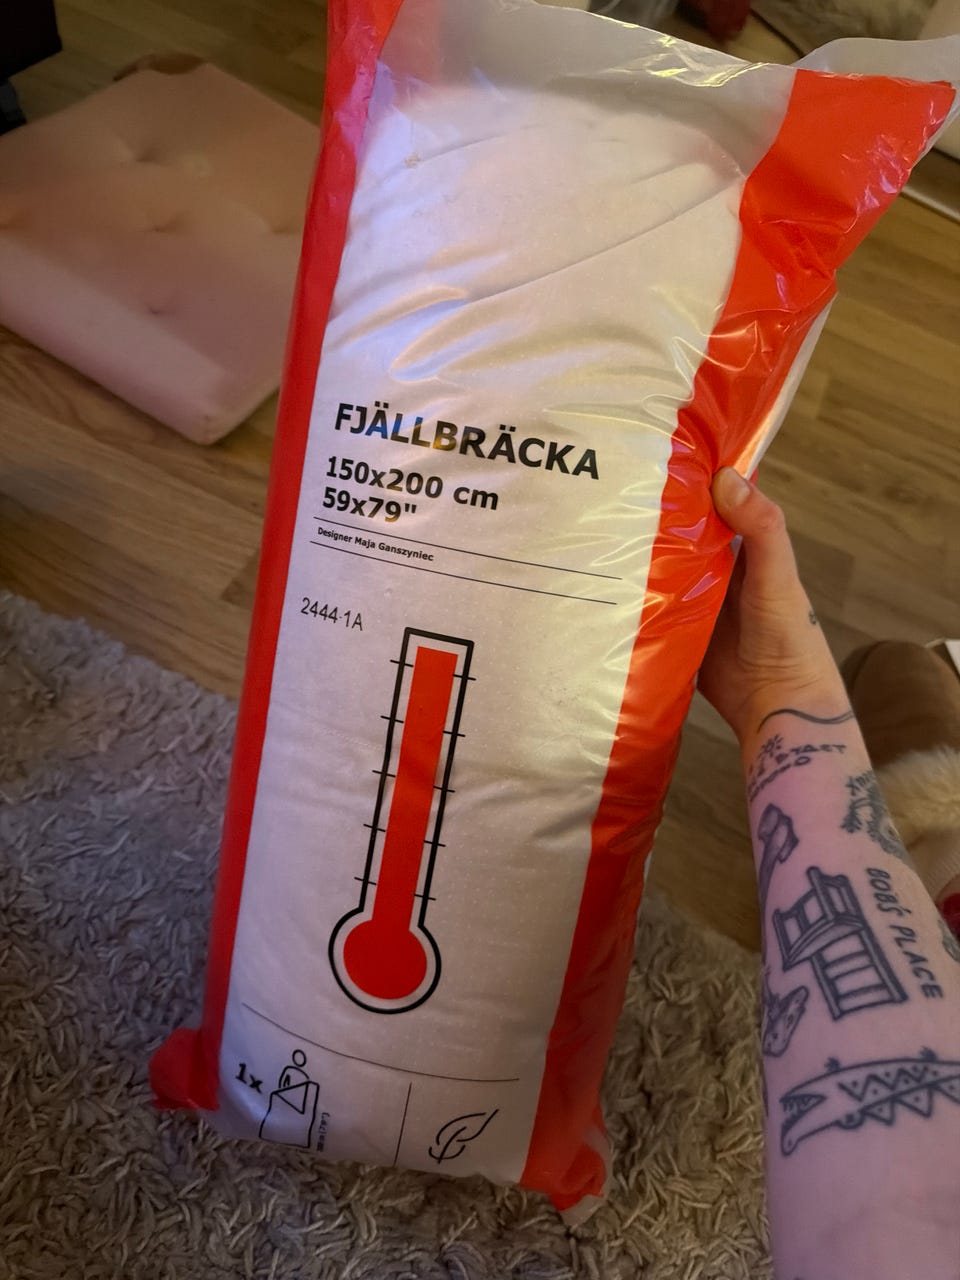 FJÄLLBRÄCKA
150x200 cm
59x79"
Designer Maja Ganszyniec
2444-1A
1x
BOB'S PLACE